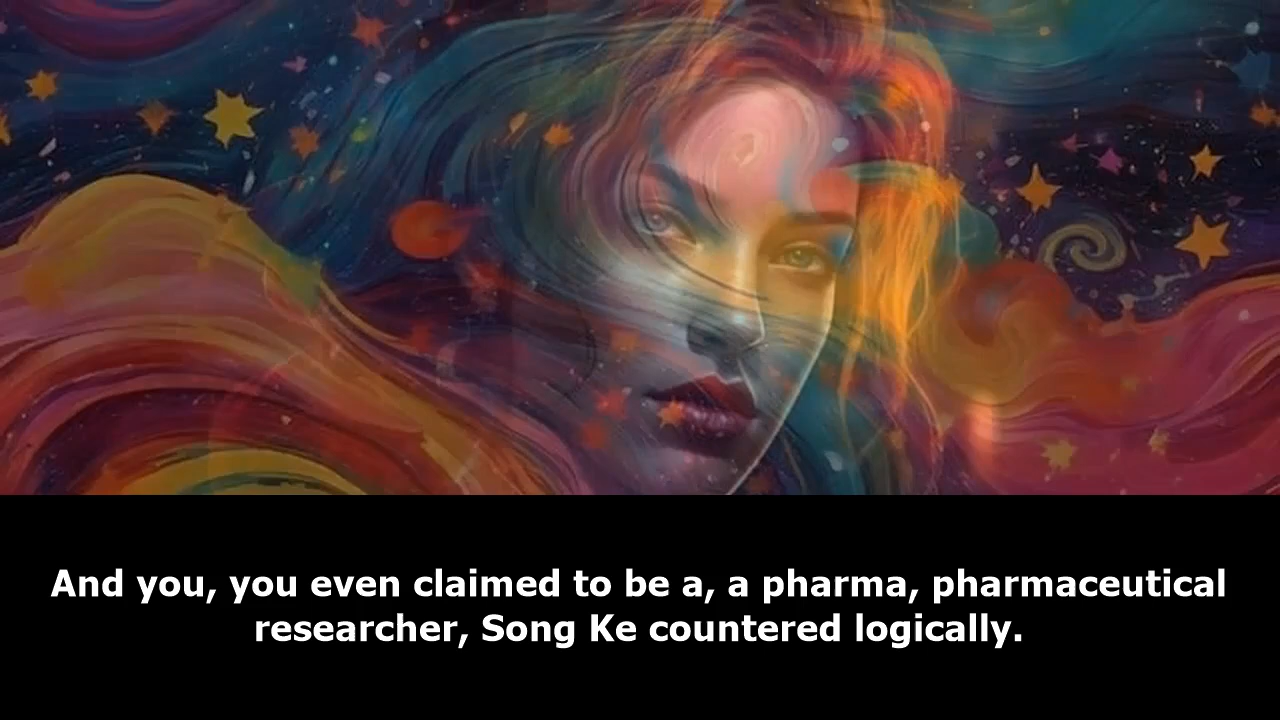 And you, you even claimed to be a, a pharma, pharmaceutical
researcher, Song Ke countered logically.